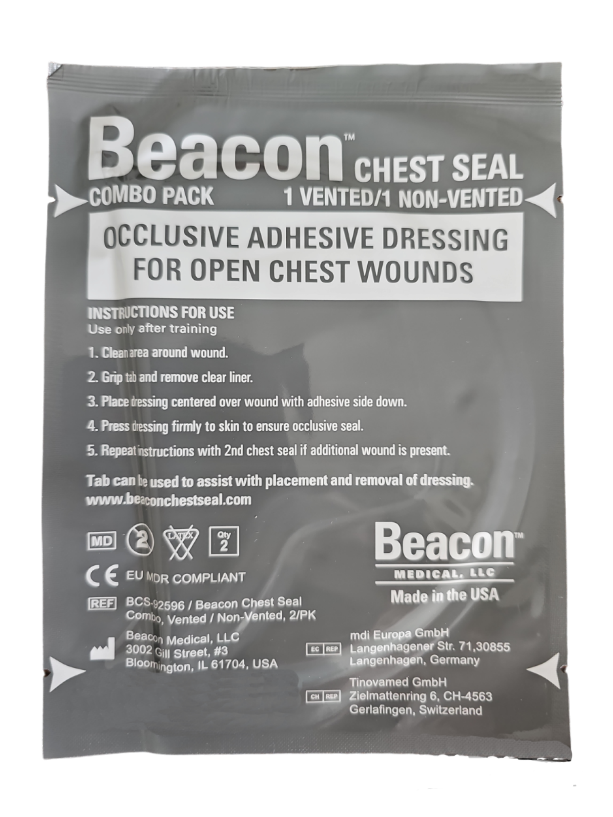 Beacon™ CHEST SEAL
COMBO PACK 1 VENTED/1 NON-VENTED
OCCLUSIVE ADHESIVE DRESSING
FOR OPEN CHEST WOUNDS
INSTRUCTIONS FOR USE
Use only after training
1. Clean area around wound.
2. Grip tab and remove clear liner.
3. Place dressing centered over wound with adhesive side down.
4. Press dressing firmly to skin to ensure occlusive seal.
5. Repeat instructions with 2nd chest seal if additional wound is present.
Tab can be used to assist with placement and removal of dressing.
www.beaconchestseal.com
MD 2 LATEX Qty 2
CE EU MDR COMPLIANT
REF BCS-92596 / Beacon Chest Seal
Combo, Vented / Non-Vented, 2/PK
Beacon Medical, LLC
3002 Gill Street, #3
Bloomington, IL 61704, USA
Beacon™
MEDICAL, LLC
Made in the USA
mdi Europa GmbH
EC REP Langenhagener Str. 71,30855
Langenhagen, Germany
Tinovamed GmbH
CH REP Zielmattenring 6, CH-4563
Gerlafingen, Switzerland